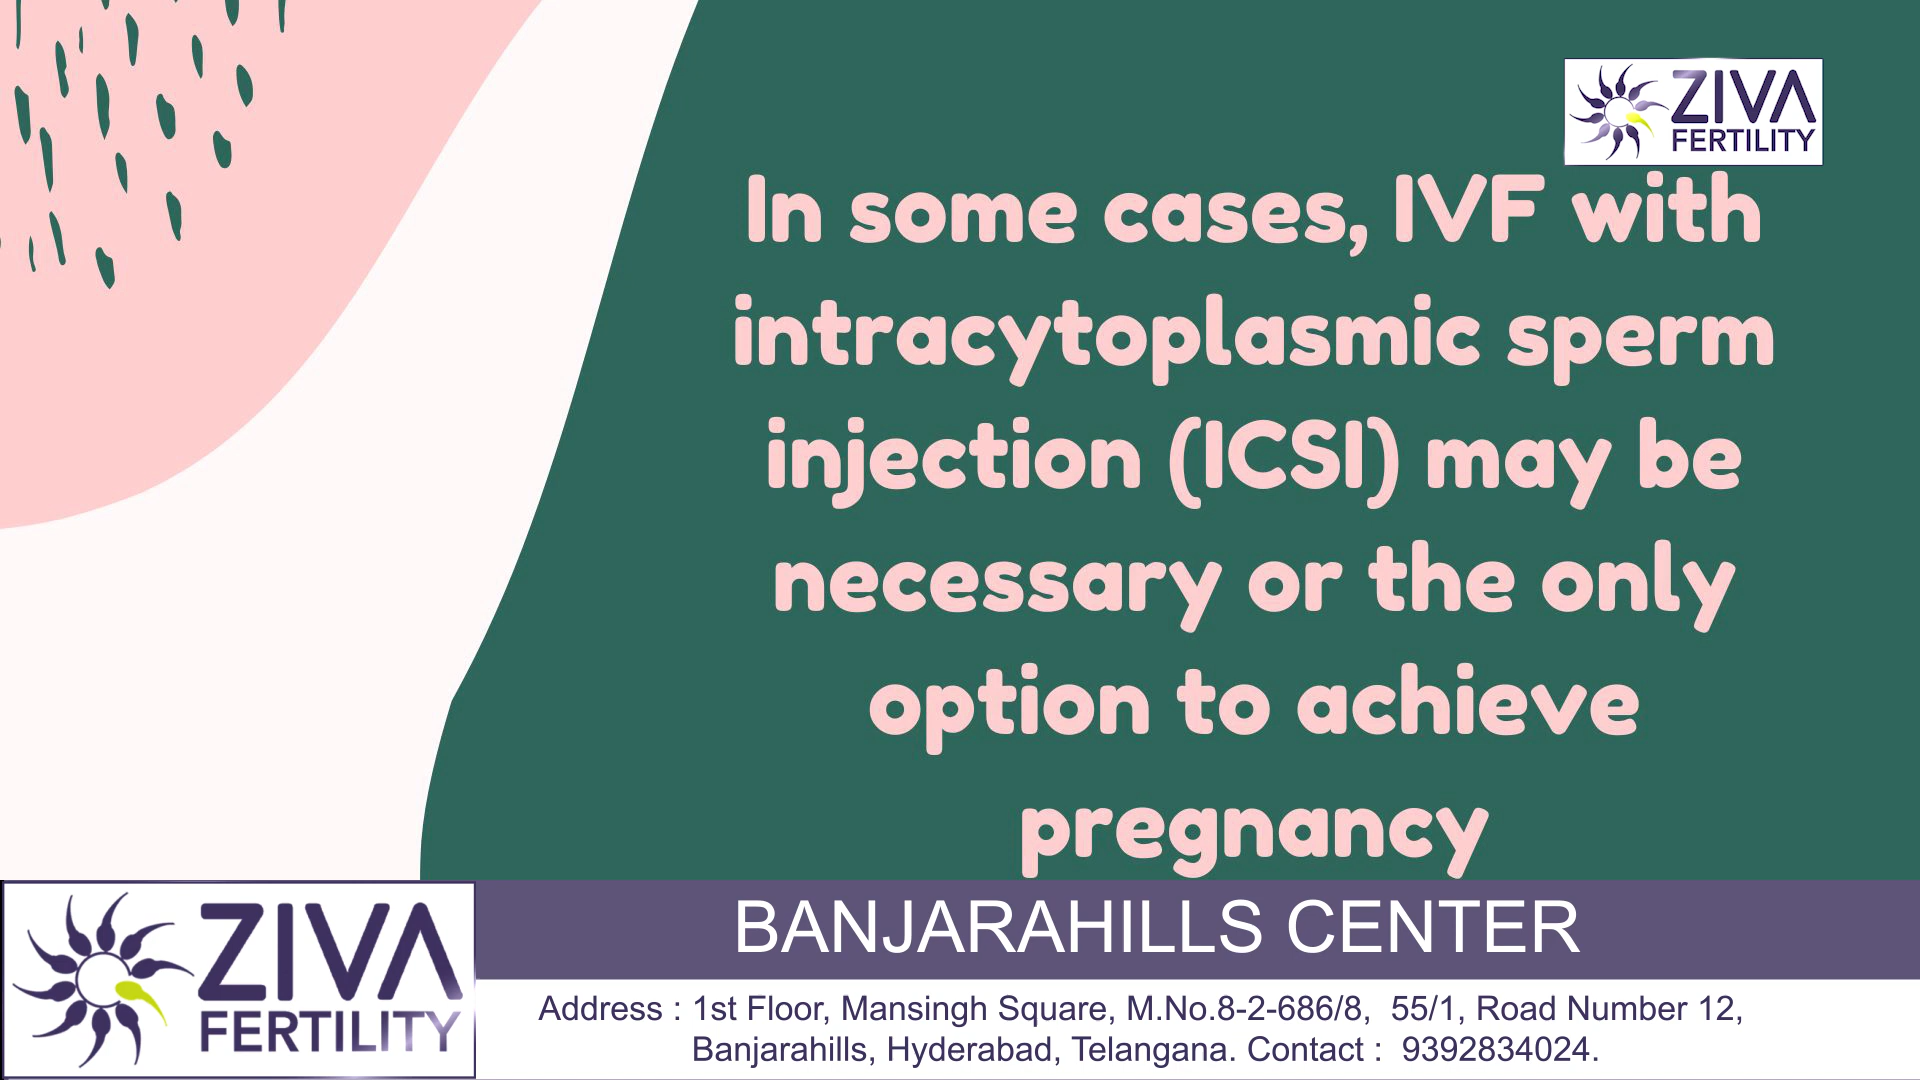 ZIVA
FERTILITY
In some cases, IVF with
intracytoplasmic sperm
injection (ICSI) may be
necessary or the only
option to achieve
pregnancy
ZIVA
FERTILITY
BANJARAHILLS CENTER
Address : 1st Floor, Mansingh Square, M.No.8-2-686/8, 55/1, Road Number 12,
Banjarahills, Hyderabad, Telangana. Contact : 9392834024.